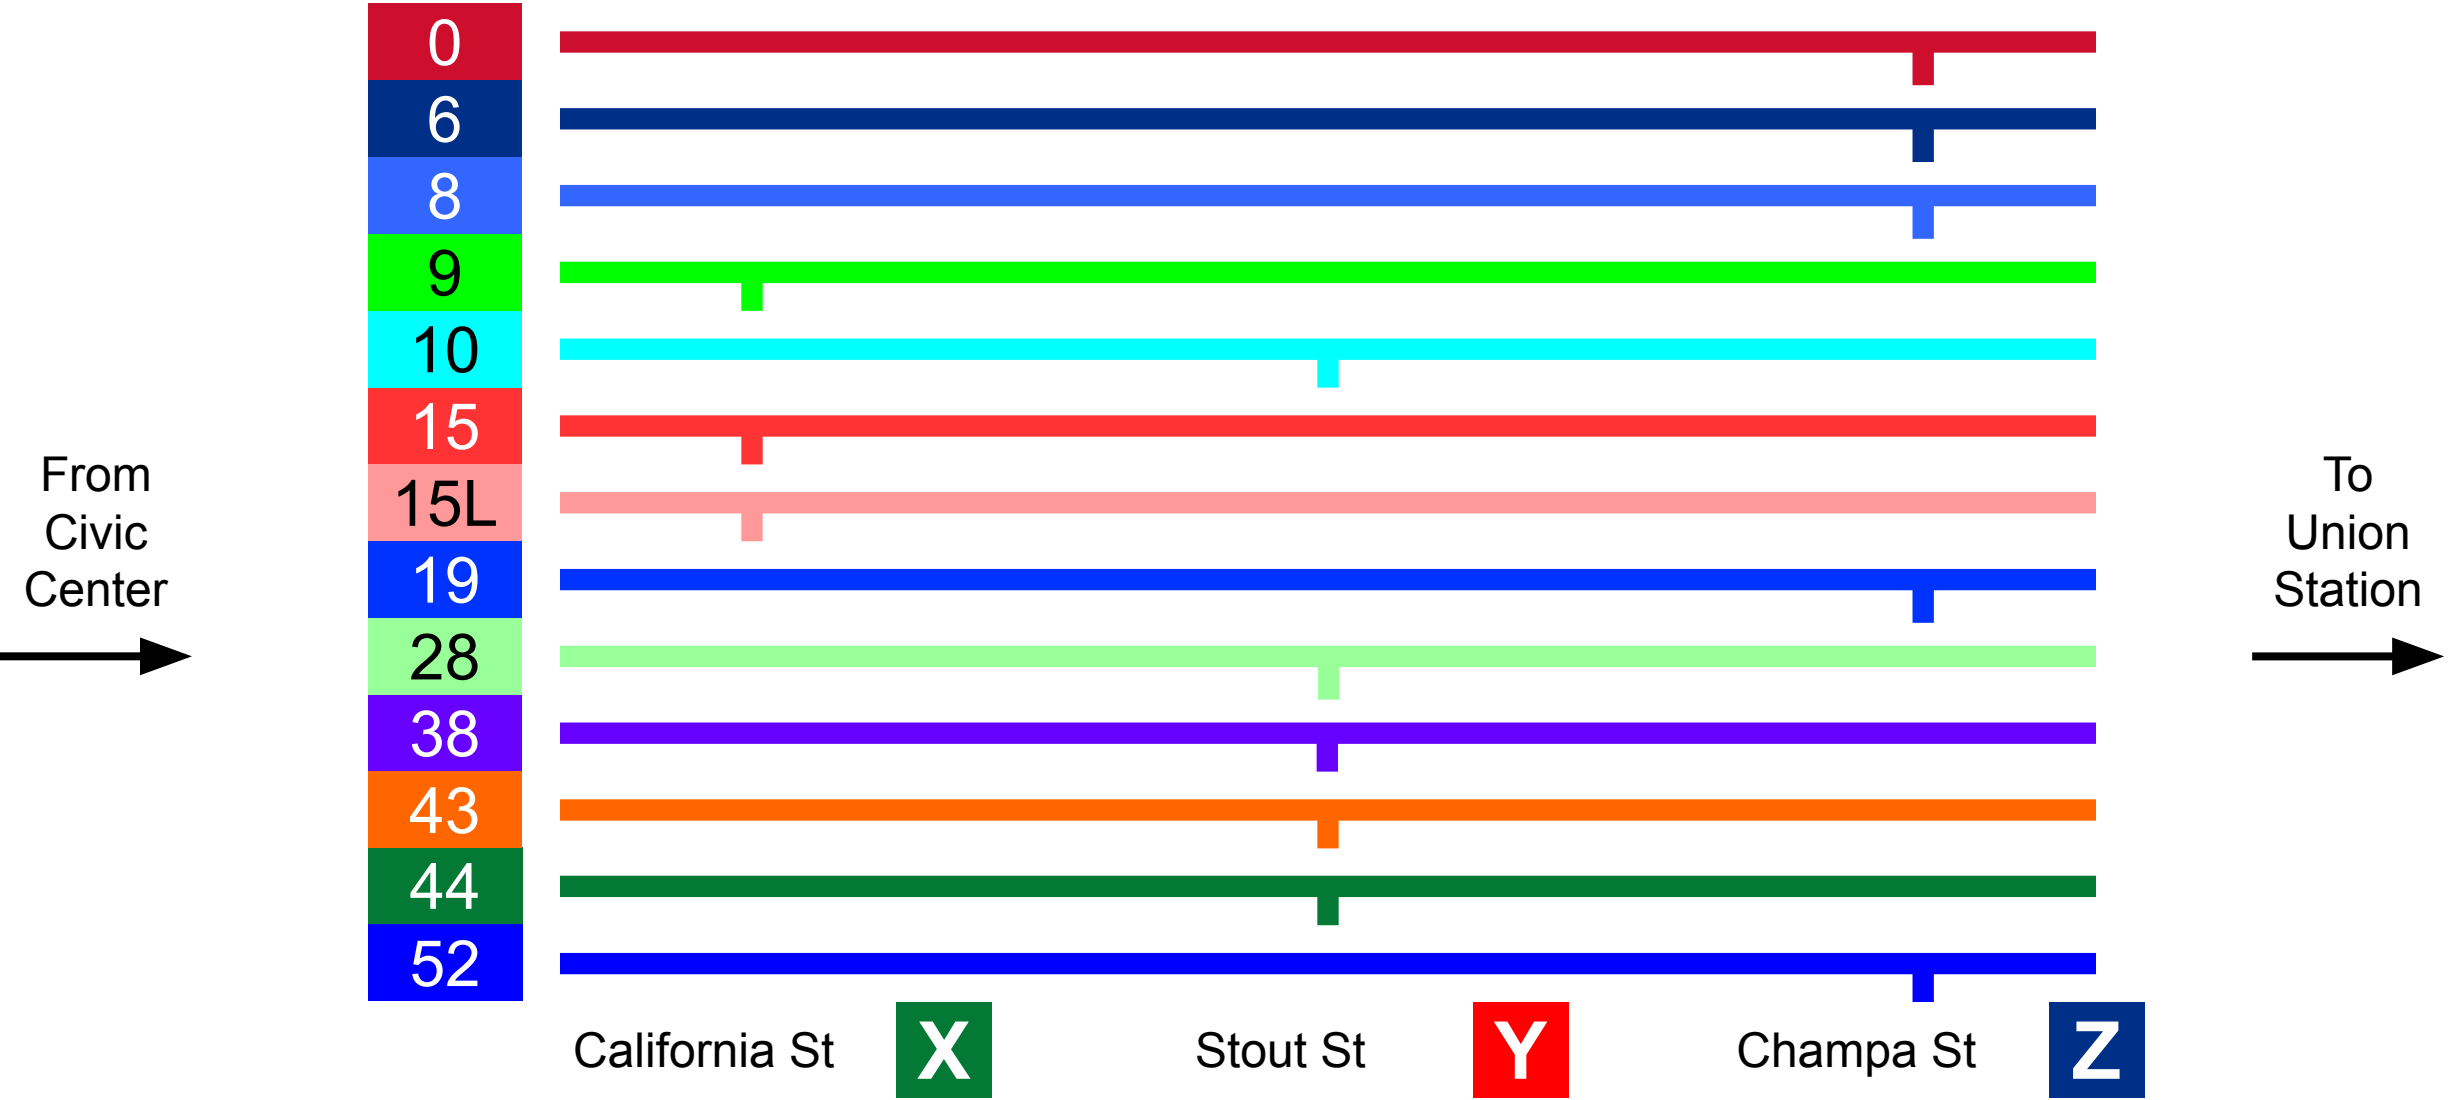 0
6
8
9
10
15
15L
19
28
38
43
44
52
From
Civic
Center
To
Union
Station
California St X
Stout St Y
Champa St Z